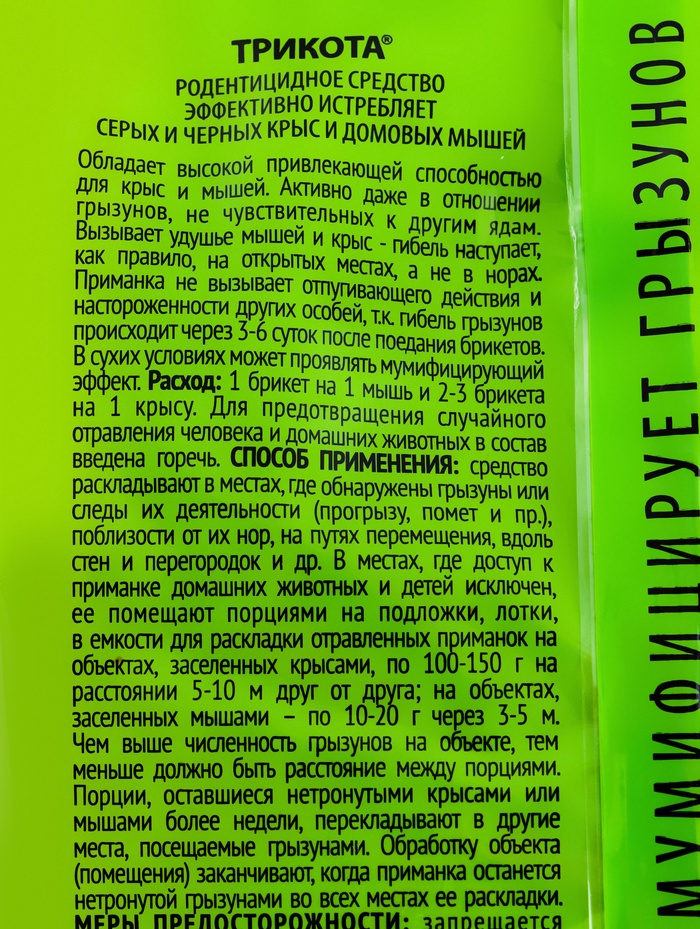 ТРИКОТА®
РОДЕНТИЦИДНОЕ СРЕДСТВО
ЭФФЕКТИВНО ИСТРЕБЛЯЕТ
СЕРЫХ И ЧЕРНЫХ КРЫС И ДОМОВЫХ МЫШЕЙ
Обладает высокой привлекающей способностью
для крыс и мышей. Активно даже в отношении
грызунов, не чувствительных к другим ядам.
Вызывает удушье мышей и крыс - гибель наступает,
как правило, на открытых местах, а не в норах.
Приманка не вызывает отпугивающего действия и
настороженности других особей, т.к. гибель грызунов
происходит через 3-6 суток после поедания брикетов.
В сухих условиях может проявлять мумифицирующий
эффект. Расход: 1 брикет на 1 мышь и 2-3 брикета
на 1 крысу. Для предотвращения случайного
отравления человека и домашних животных в состав
введена горечь. СПОСОБ ПРИМЕНЕНИЯ: средство
раскладывают в местах, где обнаружены грызуны или
следы их деятельности (прогрызу, помет и пр.),
поблизости от их нор, на путях перемещения, вдоль
стен и перегородок и др. В местах, где доступ к
приманке домашних животных и детей исключен,
ее помещают порциями на подложки, лотки,
в емкости для раскладки отравленных приманок на
объектах, заселенных крысами, по 100-150 г на
расстоянии 5-10 м друг от друга; на объектах,
заселенных мышами – по 10-20 г через 3-5 м.
Чем выше численность грызунов на объекте, тем
меньше должно быть расстояние между порциями.
Порции, оставшиеся нетронутыми крысами или
мышами более недели, перекладывают в другие
места, посещаемые грызунами. Обработку объекта
(помещения) заканчивают, когда приманка останется
нетронутой грызунами во всех местах ее раскладки.
МЕРЫ ПРЕДОСТОРОЖНОСТИ: запрещается
МУМИФИЦИРУЕТ ГРЫЗУНОВ